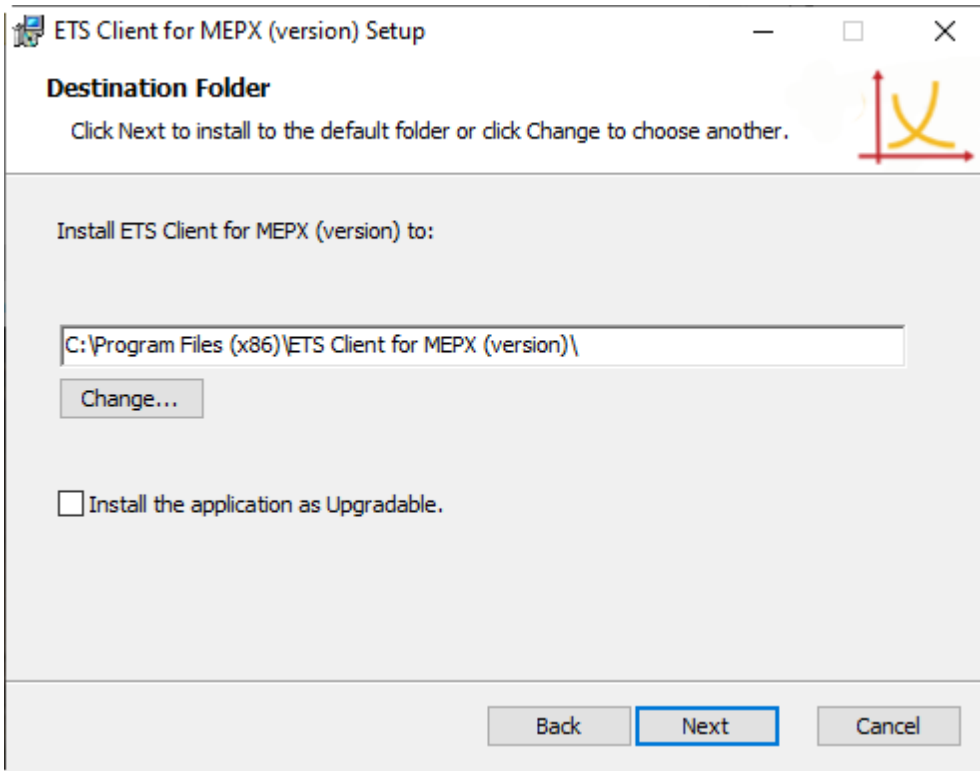 ETS Client for MEPX (version) Setup
Destination Folder
Click Next to install to the default folder or click Change to choose another.
Install ETS Client for MEPX (version) to:
C:\Program Files (x86)\ETS Client for MEPX (version)\
Change...
Install the application as Upgradable.
Back Next Cancel